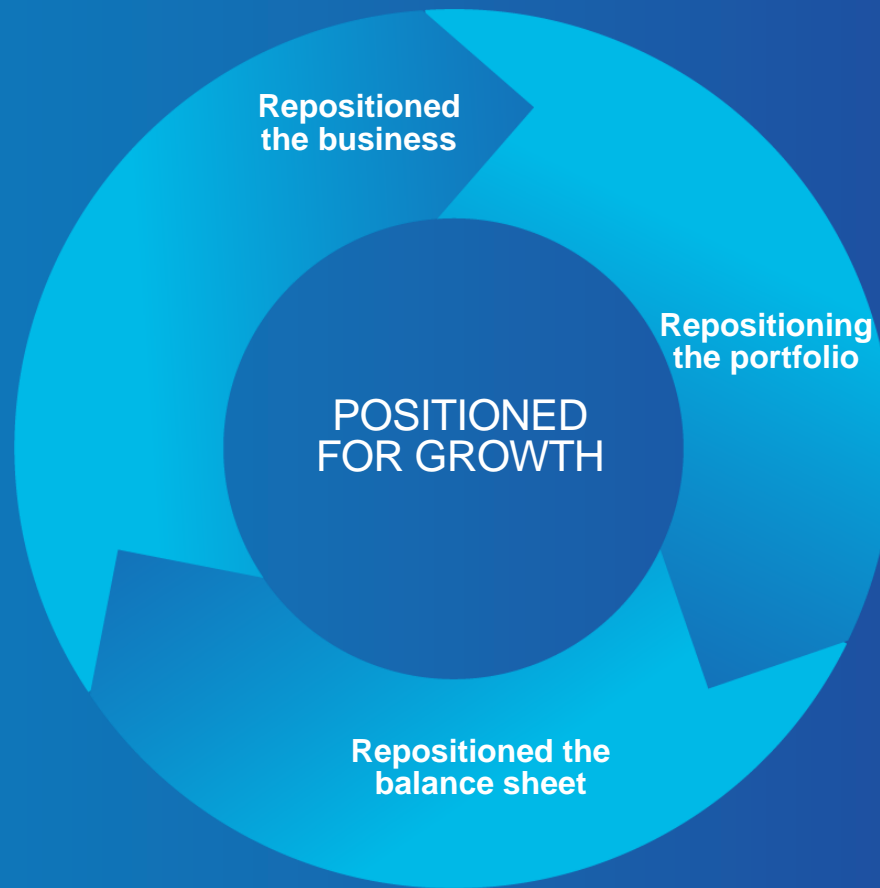 Repositioned
the business
Repositioning
the portfolio
POSITIONED
FOR GROWTH
Repositioned the
balance sheet